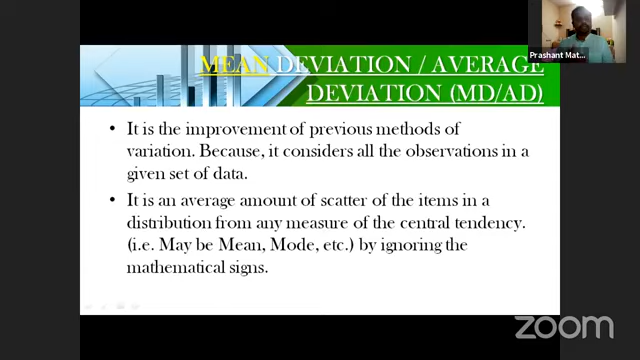 Prashant Mat...
MEAN DEVIATION / AVERAGE
DEVIATION (MD/AD)
• It is the improvement of previous methods of
variation. Because, it considers all the observations in a
given set of data.
• It is an average amount of scatter of the items in a
distribution from any measure of the central tendency.
(i.e. May be Mean, Mode, etc.) by ignoring the
mathematical signs.
zoom